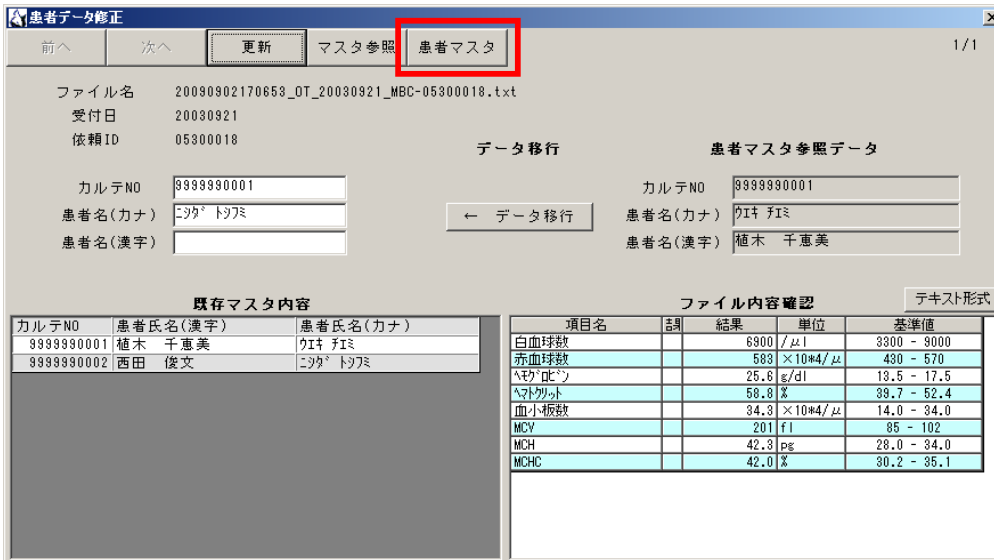 患者データ修正
前へ 次へ 更新 マスタ参照 患者マスタ 1/1
ファイル名 20090902170653_OT_20030921_MBC-05300018.txt
受付日 20030921
依頼ID 05300018
データ移行 患者マスタ参照データ
カルテNO 9999990001 カルテNO 9999990001
患者名(カナ) ﾆｼﾀﾞ ﾄｼﾌﾐ ← データ移行 患者名(カナ) ｳｴｷ ﾁｴﾐ
患者名(漢字) 患者名(漢字) 植木 千恵美
既存マスタ内容 ファイル内容確認 テキスト形式
カルテNO 患者氏名(漢字) 患者氏名(カナ)
9999990001 植木 千恵美 ｳｴｷ ﾁｴﾐ
9999990002 西田 俊文 ﾆｼﾀﾞ ﾄｼﾌﾐ
項目名 結果 単位 基準値
白血球数 6900 /μl 3300 - 9000
赤血球数 583 ×10*4/μ 430 - 570
ﾍﾓｸﾞﾛﾋﾞﾝ 25.6 g/dl 13.5 - 17.5
ﾍﾏﾄｸﾘｯﾄ 58.8 % 39.7 - 52.4
血小板数 34.3 ×10*4/μ 14.0 - 34.0
MCV 201 fl 85 - 102
MCH 42.3 pg 28.0 - 34.0
MCHC 42.0 % 30.2 - 35.1